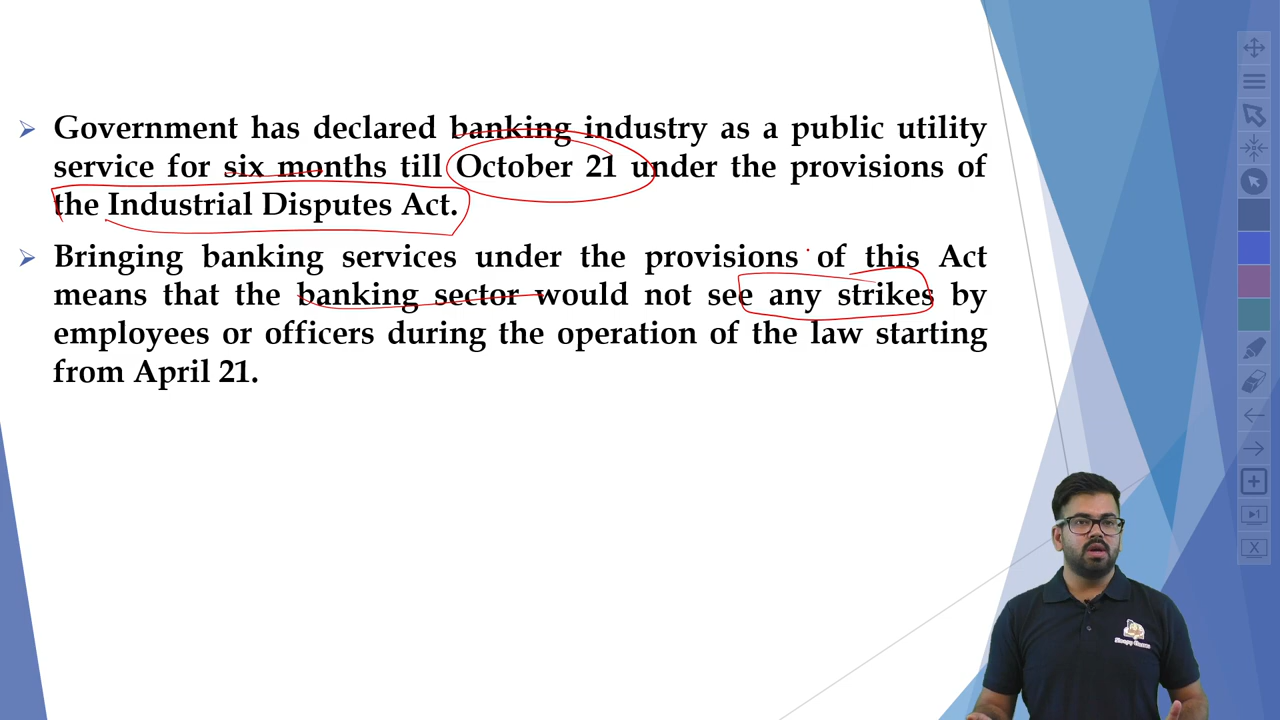 Government has declared banking industry as a public utility
service for six months till October 21 under the provisions of
the Industrial Disputes Act.
Bringing banking services under the provisions of this Act
means that the banking sector would not see any strikes by
employees or officers during the operation of the law starting
from April 21.